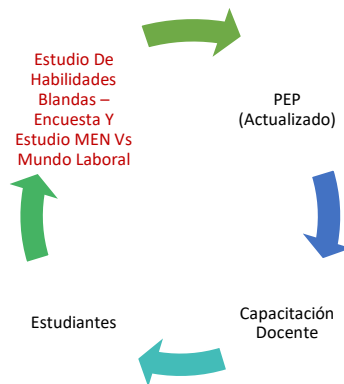 Estudio De
Habilidades
Blandas –
Encuesta Y
Estudio MEN Vs
Mundo Laboral
PEP
(Actualizado)
Capacitación
Docente
Estudiantes